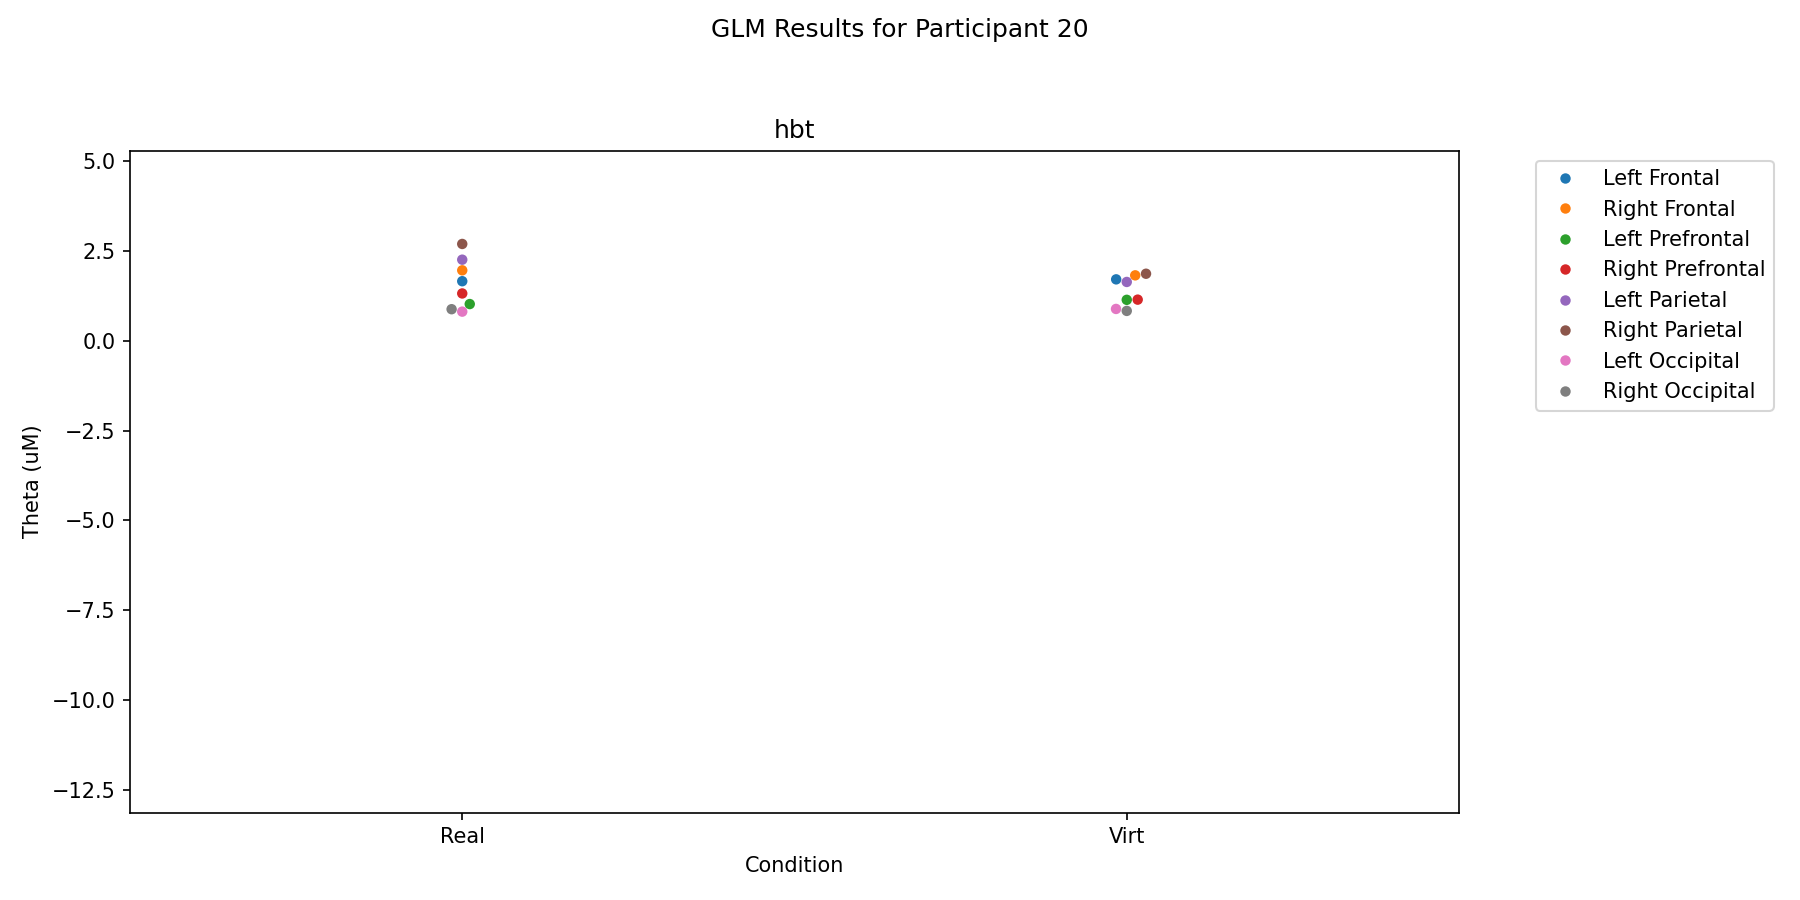 GLM Results for Participant 20
hbt
5.0
2.5
0.0
−2.5
−5.0
−7.5
−10.0
−12.5
Theta (uM)
Real
Virt
Condition
Left Frontal
Right Frontal
Left Prefrontal
Right Prefrontal
Left Parietal
Right Parietal
Left Occipital
Right Occipital